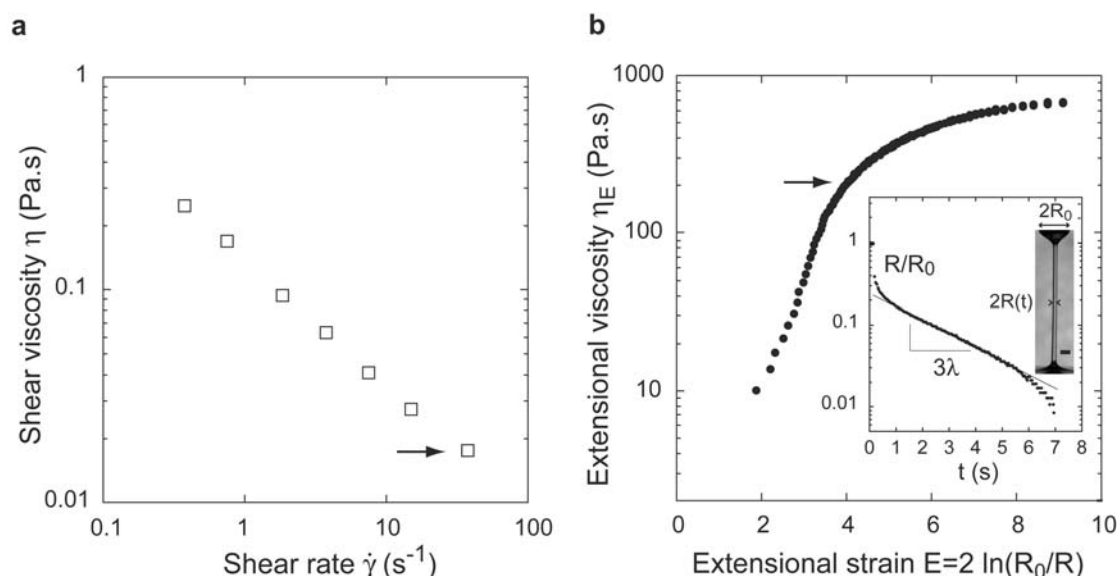 a
Shear viscosity η (Pa.s)
1
0.1
0.01
0.1
1
10
100
Shear rate γ̇ (s⁻¹)
b
Extensional viscosity ηE (Pa.s)
1000
100
10
0
2
4
6
8
10
Extensional strain E=2 ln(R₀/R)
R/R₀
1
0.1
0.01
3λ
0 1 2 3 4 5 6 7 8
t (s)
2R₀
2R(t)